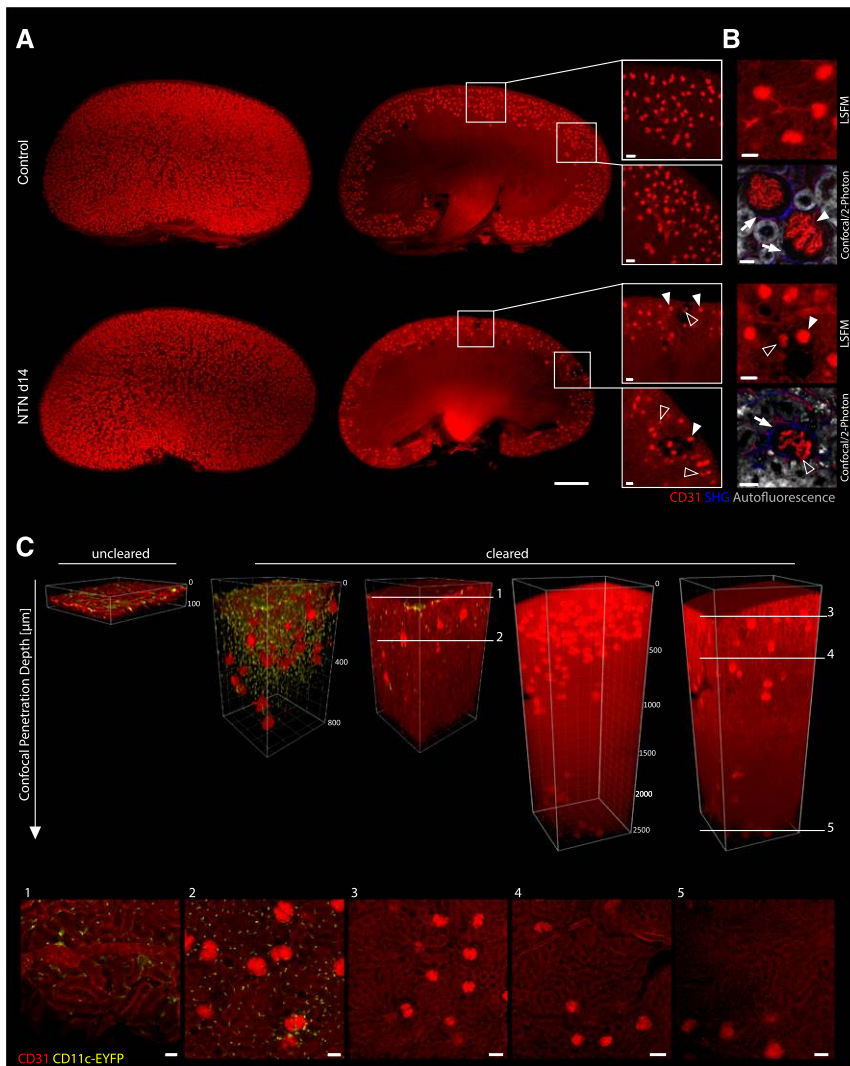 A
B
Control
LSFM
Confocal/2-Photon
NTN d14
LSFM
Confocal/2-Photon
CD31 SHG Autofluorescence
C
uncleared
cleared
Confocal Penetration Depth [µm]
0
100
0
400
800
1
2
0
500
1000
1500
2000
2500
3
4
5
1
2
3
4
5
CD31 CD11c-EYFP